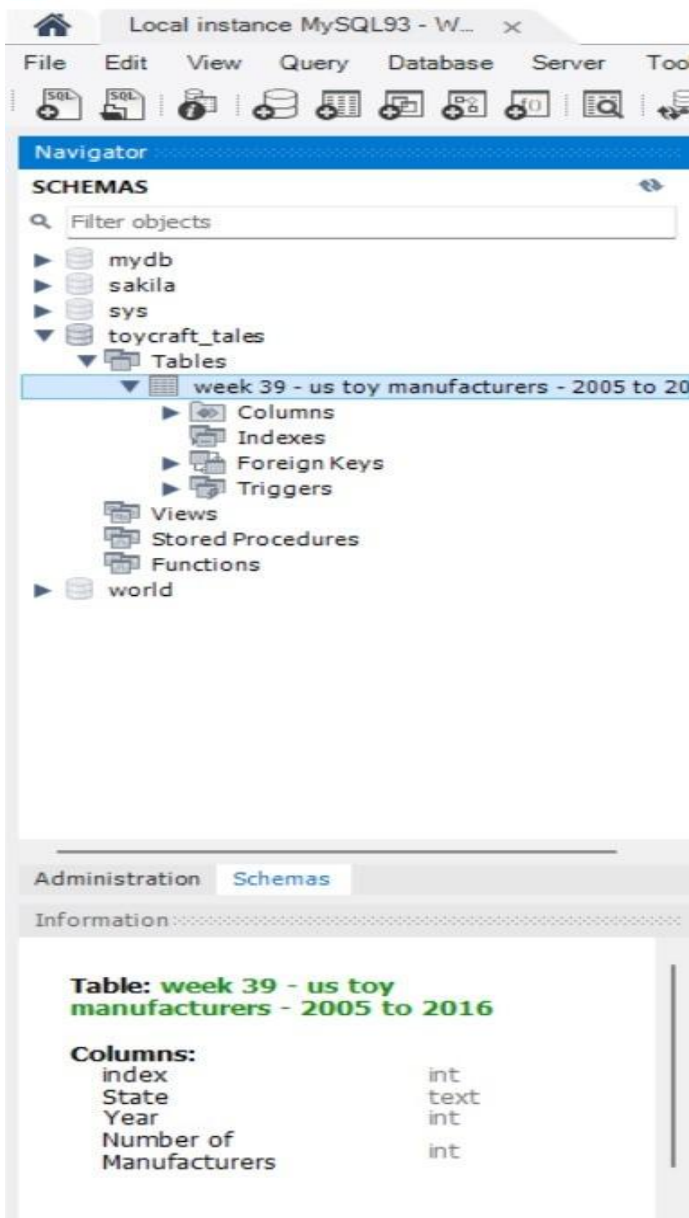 Local instance MySQL93 - W...
File Edit View Query Database Server Tool
SQL SQL
Navigator
SCHEMAS
Filter objects
mydb
sakila
sys
toycraft_tales
Tables
week 39 - us toy manufacturers - 2005 to 20
Columns
Indexes
Foreign Keys
Triggers
Views
Stored Procedures
Functions
world
Administration Schemas
Information
Table: week 39 - us toy
manufacturers - 2005 to 2016
Columns:
index int
State text
Year int
Number of
Manufacturers int